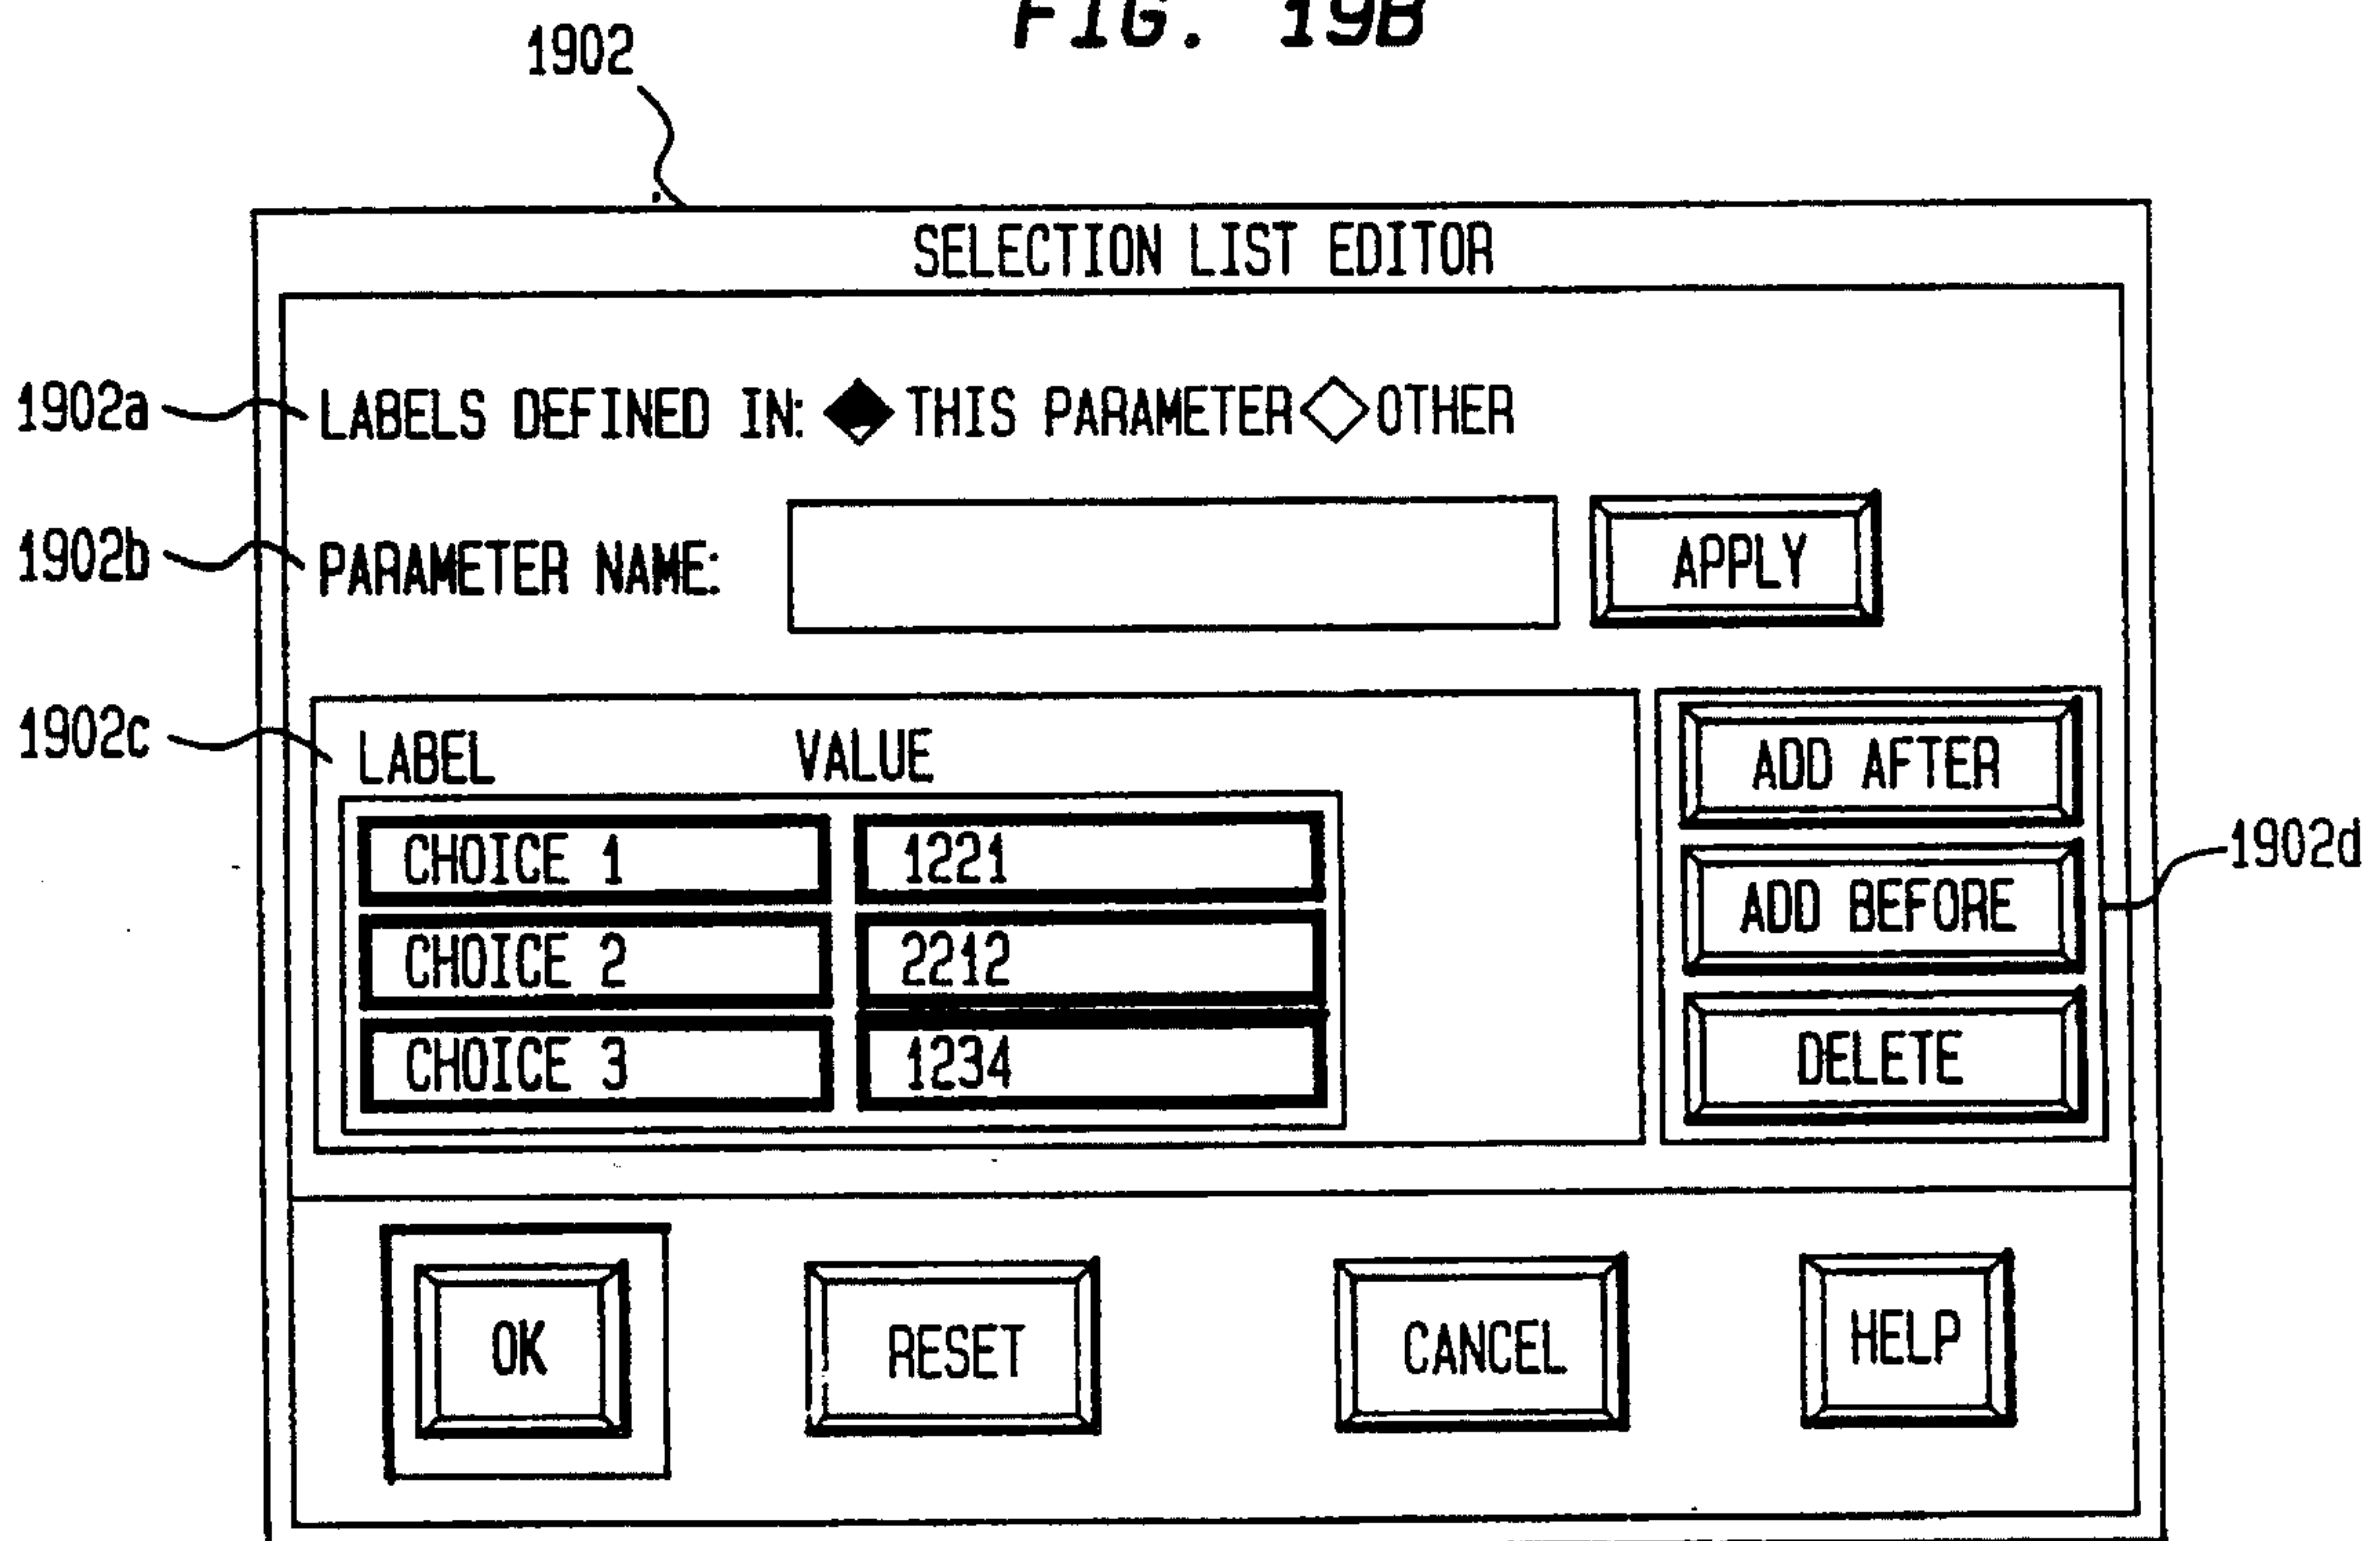 FIG. 19B
1902
SELECTION LIST EDITOR
1902a LABELS DEFINED IN: THIS PARAMETER OTHER
1902b PARAMETER NAME: APPLY
1902c LABEL VALUE
CHOICE 1 1221
CHOICE 2 2212
CHOICE 3 1234
ADD AFTER
ADD BEFORE
DELETE
1902d
OK RESET CANCEL HELP